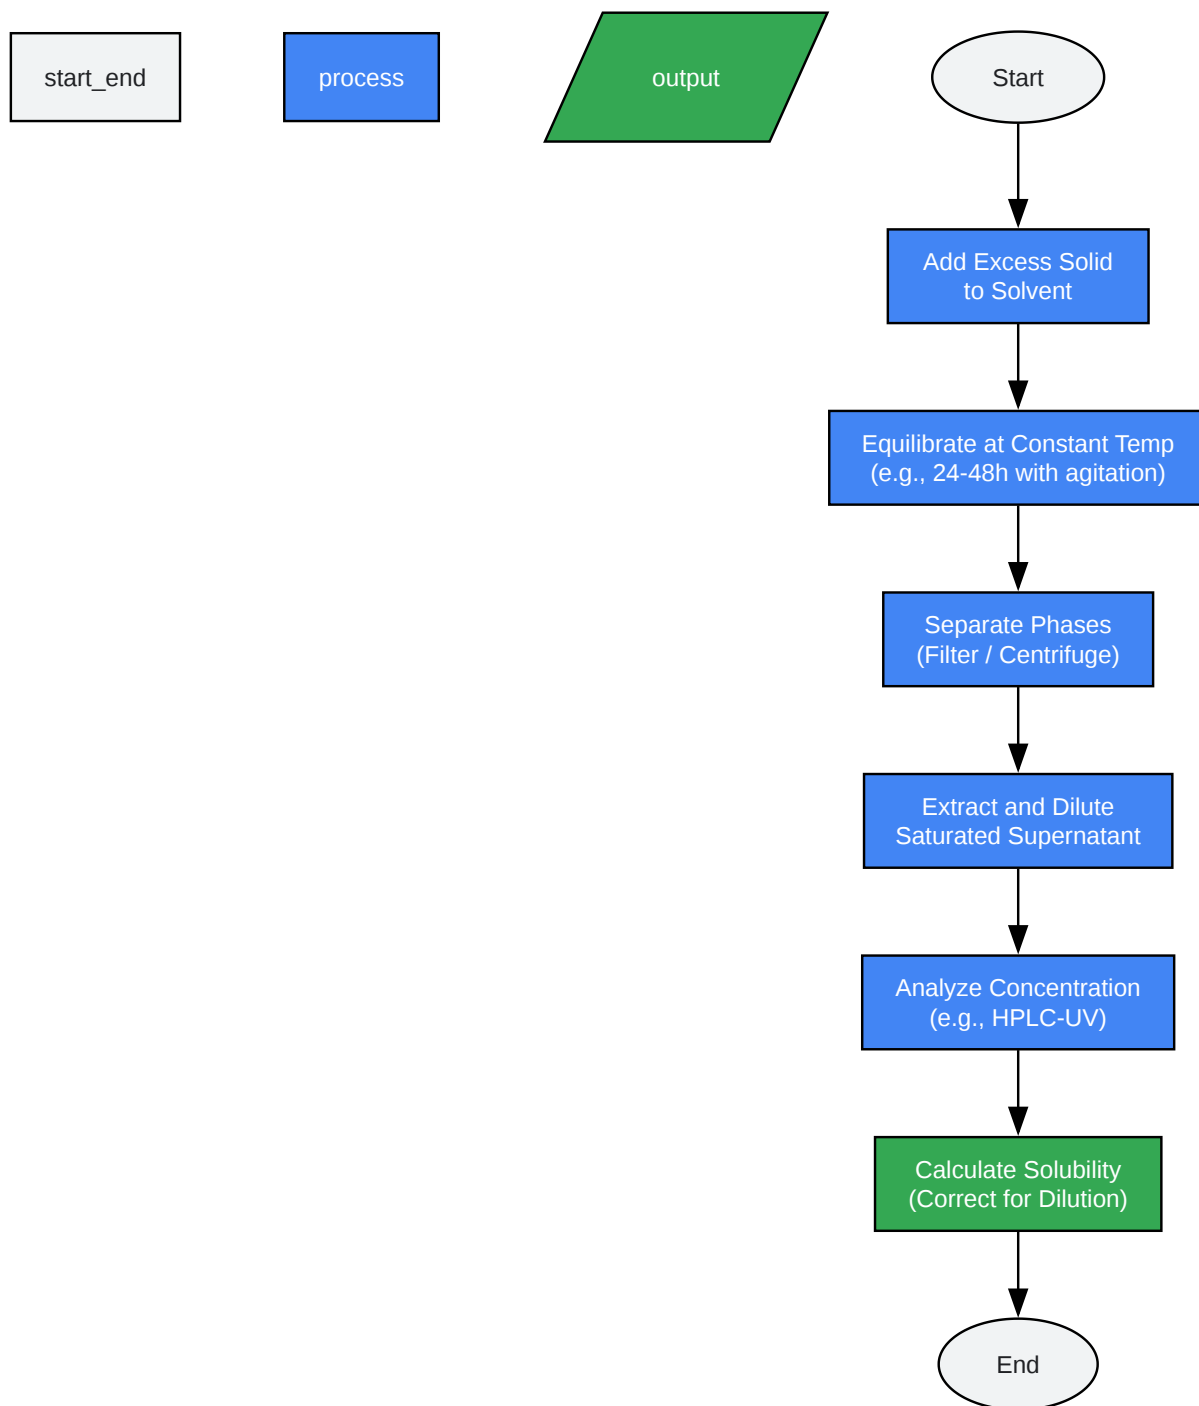 start_end
process
output
Start
Add Excess Solid
to Solvent
Equilibrate at Constant Temp
(e.g., 24-48h with agitation)
Separate Phases
(Filter / Centrifuge)
Extract and Dilute
Saturated Supernatant
Analyze Concentration
(e.g., HPLC-UV)
Calculate Solubility
(Correct for Dilution)
End